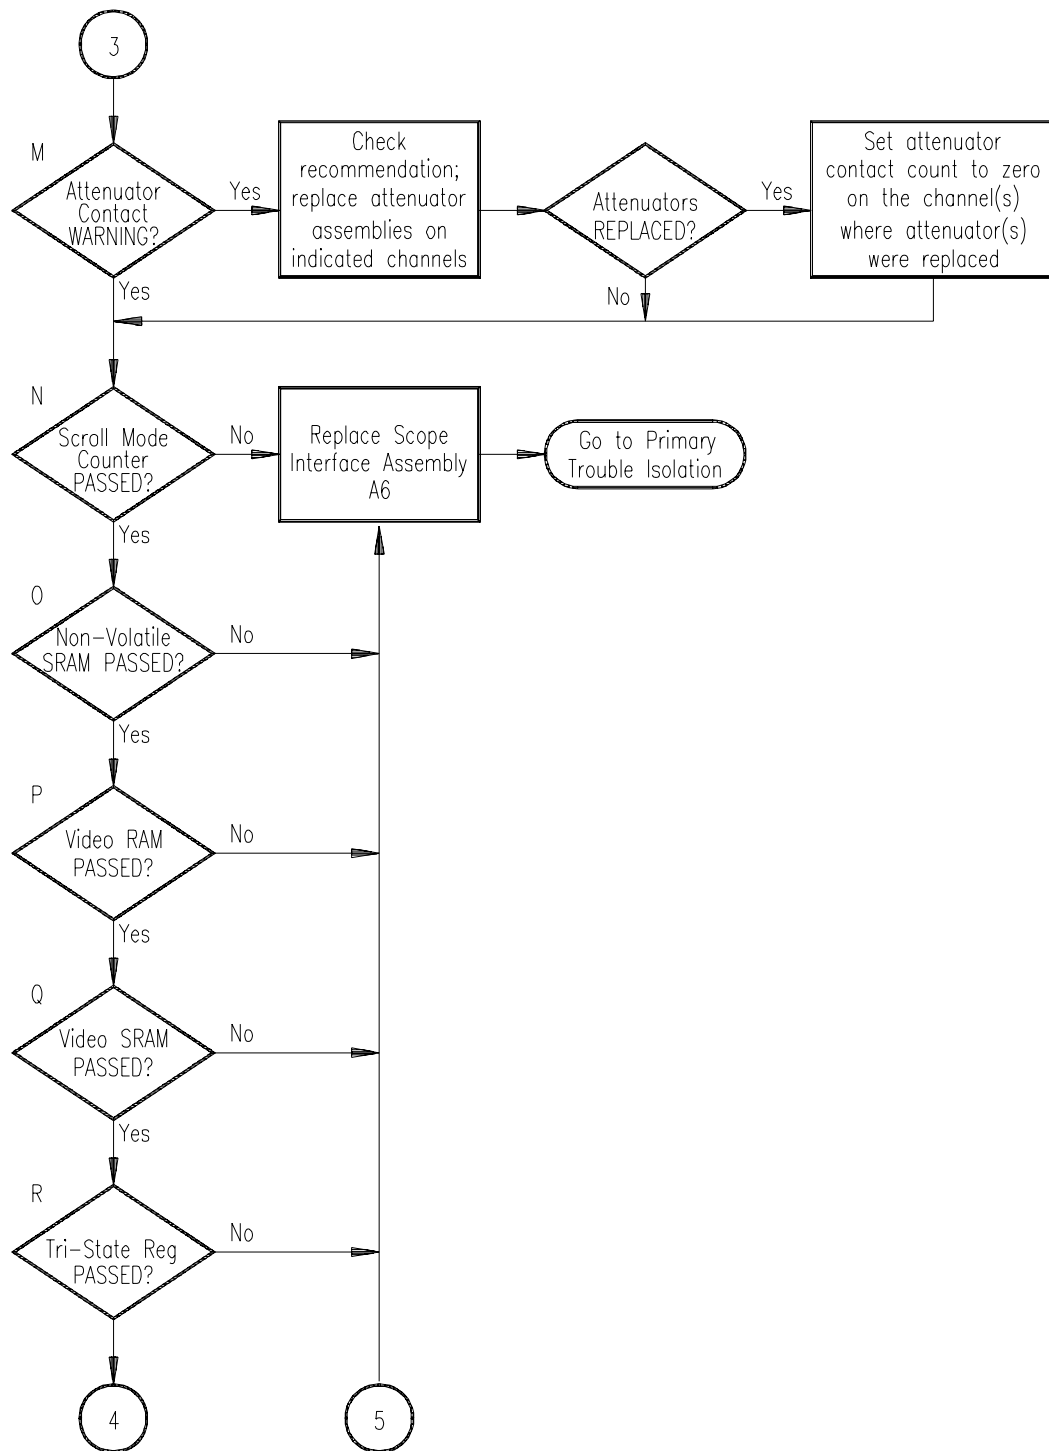 3
M
Attenuator
Contact
WARNING?
Yes
Check
recommendation;
replace attenuator
assemblies on
indicated channels
Attenuators
REPLACED?
Yes
Set attenuator
contact count to zero
on the channel(s)
where attenuator(s)
were replaced
Yes
No
N
Scroll Mode
Counter
PASSED?
No
Replace Scope
Interface Assembly
A6
Go to Primary
Trouble Isolation
Yes
O
Non-Volatile
SRAM PASSED?
No
Yes
P
Video RAM
PASSED?
No
Yes
Q
Video SRAM
PASSED?
No
Yes
R
Tri-State Reg
PASSED?
No
4
5